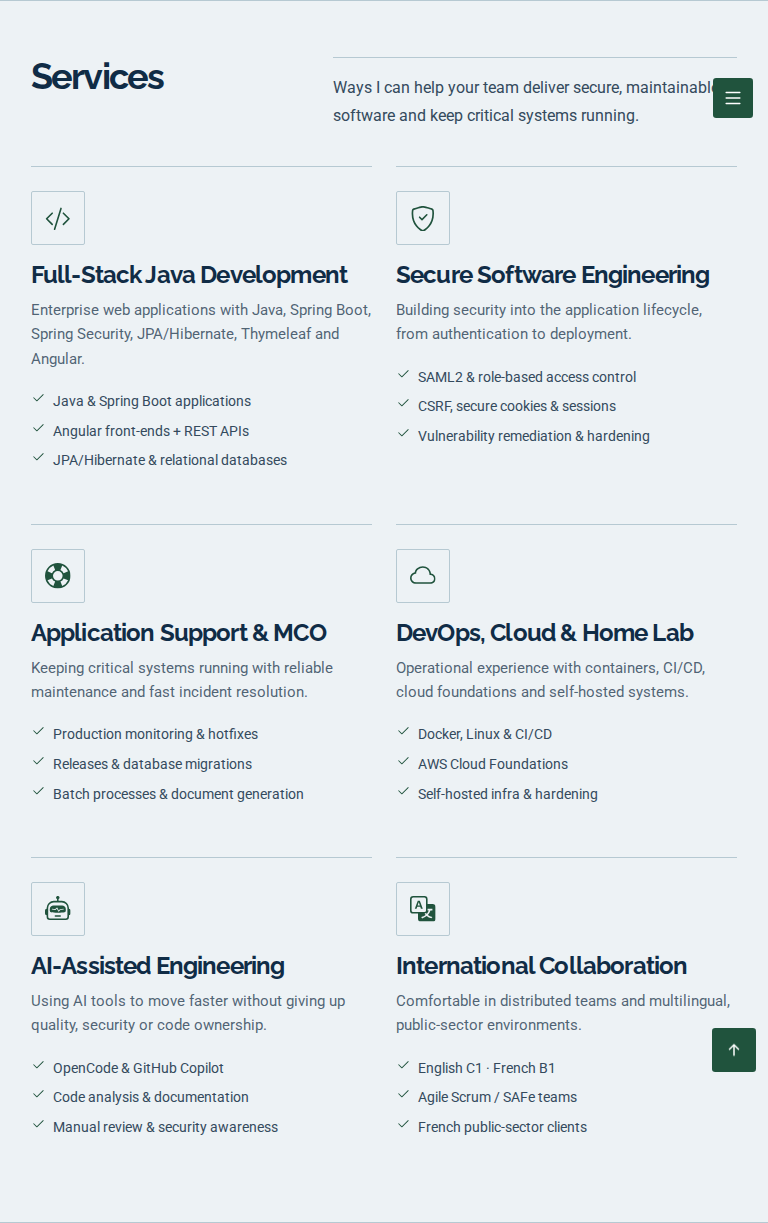 Services
Ways I can help your team deliver secure, maintainable
software and keep critical systems running.
Full-Stack Java Development
Enterprise web applications with Java, Spring Boot,
Spring Security, JPA/Hibernate, Thymeleaf and
Angular.
Java & Spring Boot applications
Angular front-ends + REST APIs
JPA/Hibernate & relational databases
Secure Software Engineering
Building security into the application lifecycle,
from authentication to deployment.
SAML2 & role-based access control
CSRF, secure cookies & sessions
Vulnerability remediation & hardening
Application Support & MCO
Keeping critical systems running with reliable
maintenance and fast incident resolution.
Production monitoring & hotfixes
Releases & database migrations
Batch processes & document generation
DevOps, Cloud & Home Lab
Operational experience with containers, CI/CD,
cloud foundations and self-hosted systems.
Docker, Linux & CI/CD
AWS Cloud Foundations
Self-hosted infra & hardening
AI-Assisted Engineering
Using AI tools to move faster without giving up
quality, security or code ownership.
OpenCode & GitHub Copilot
Code analysis & documentation
Manual review & security awareness
A
文
International Collaboration
Comfortable in distributed teams and multilingual,
public-sector environments.
English C1 · French B1
Agile Scrum / SAFe teams
French public-sector clients